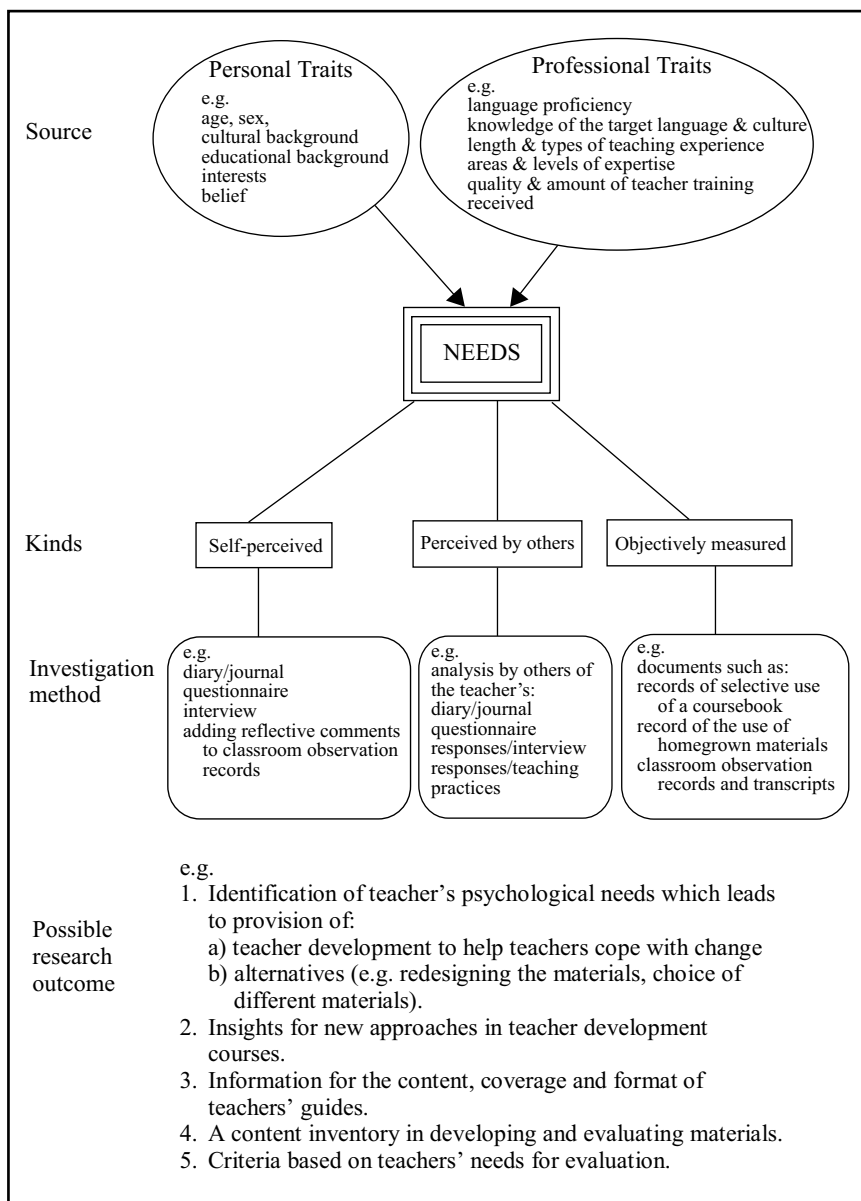 Source
Personal Traits
e.g.
age, sex,
cultural background
educational background
interests
belief
Professional Traits
e.g.
language proficiency
knowledge of the target language & culture
length & types of teaching experience
areas & levels of expertise
quality & amount of teacher training
received
NEEDS
Kinds
Self-perceived
Perceived by others
Objectively measured
Investigation
method
e.g.
diary/journal
questionnaire
interview
adding reflective comments
to classroom observation
records
e.g.
analysis by others of
the teacher’s:
diary/journal
questionnaire
responses/interview
responses/teaching
practices
e.g.
documents such as:
records of selective use
of a coursebook
record of the use of
homegrown materials
classroom observation
records and transcripts
Possible
research
outcome
e.g.
1. Identification of teacher’s psychological needs which leads
to provision of:
a) teacher development to help teachers cope with change
b) alternatives (e.g. redesigning the materials, choice of
different materials).
2. Insights for new approaches in teacher development
courses.
3. Information for the content, coverage and format of
teachers’ guides.
4. A content inventory in developing and evaluating materials.
5. Criteria based on teachers’ needs for evaluation.